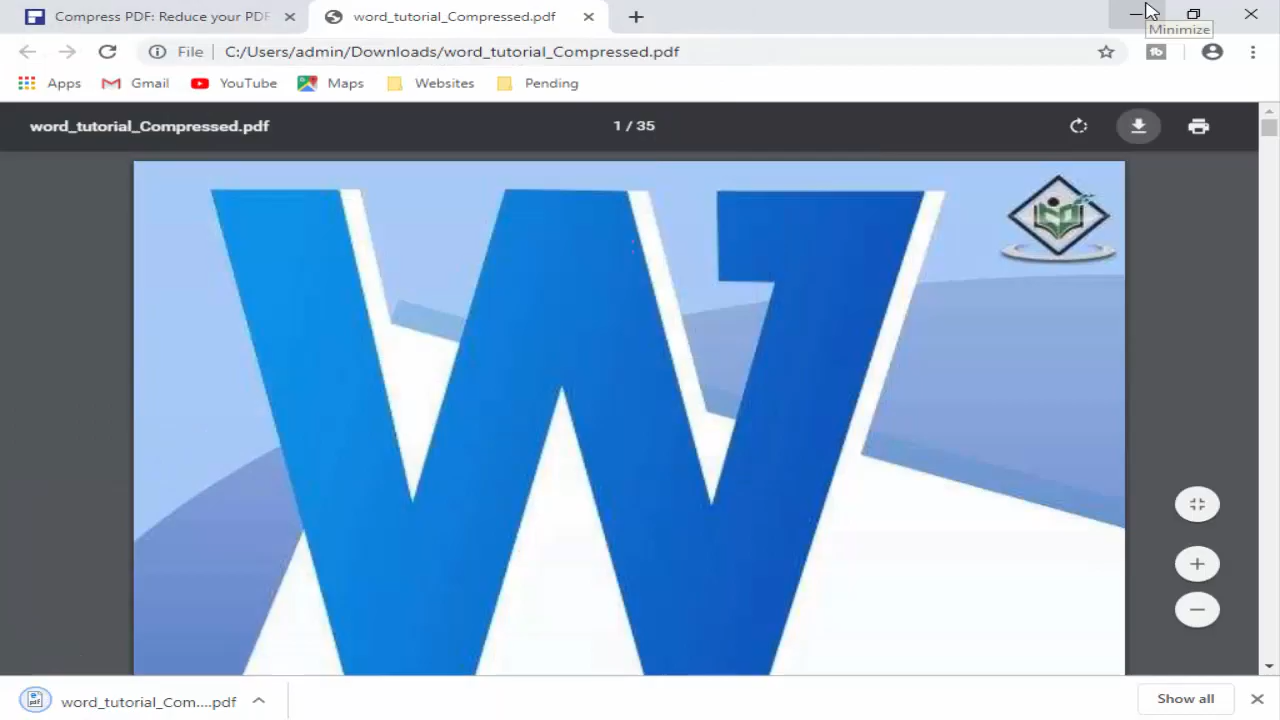 Compress PDF: Reduce your PDF
word_tutorial_Compressed.pdf
Minimize
File
C:/Users/admin/Downloads/word_tutorial_Compressed.pdf
Apps
Gmail
YouTube
Maps
Websites
Pending
word_tutorial_Compressed.pdf
1 / 35
W
word_tutorial_Com....pdf
Show all